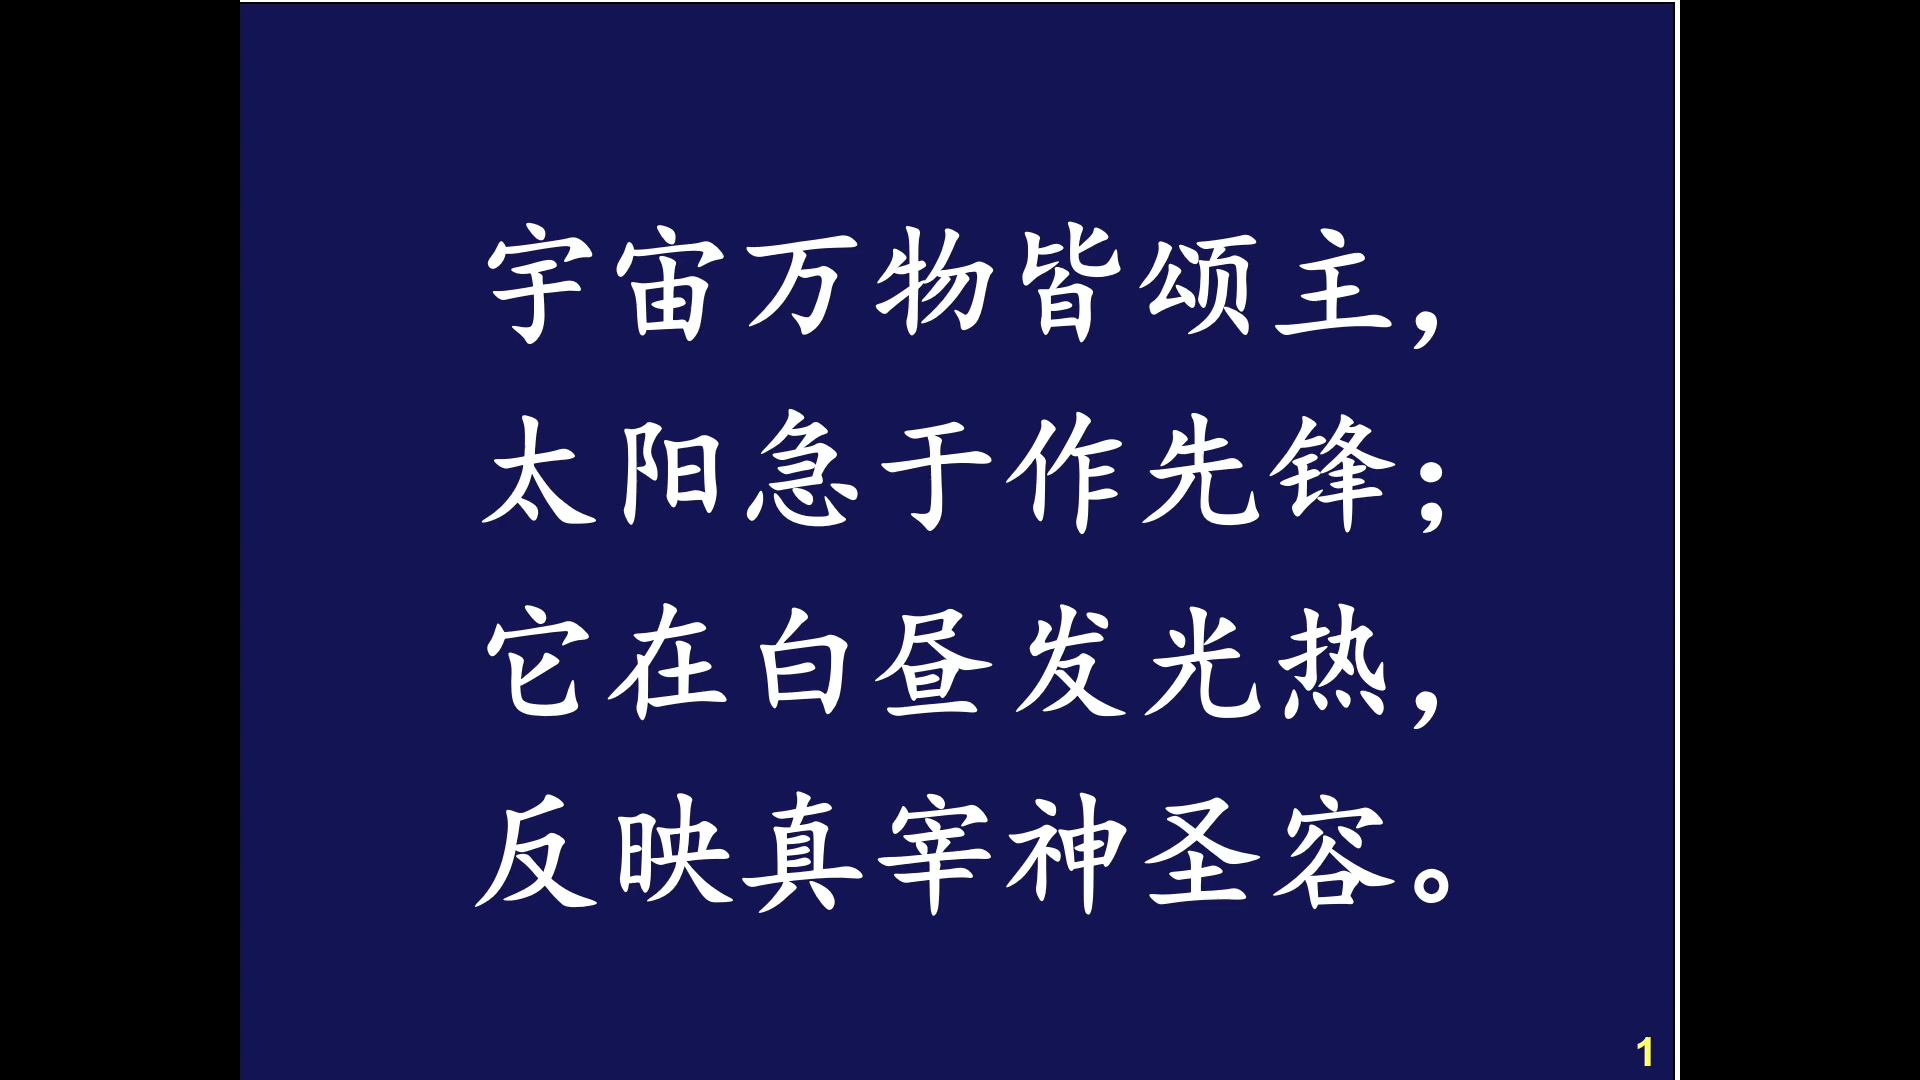 宇宙万物皆颂主，
太阳急于作先锋；
它在白昼发光热，
反映真宰神圣容。
1